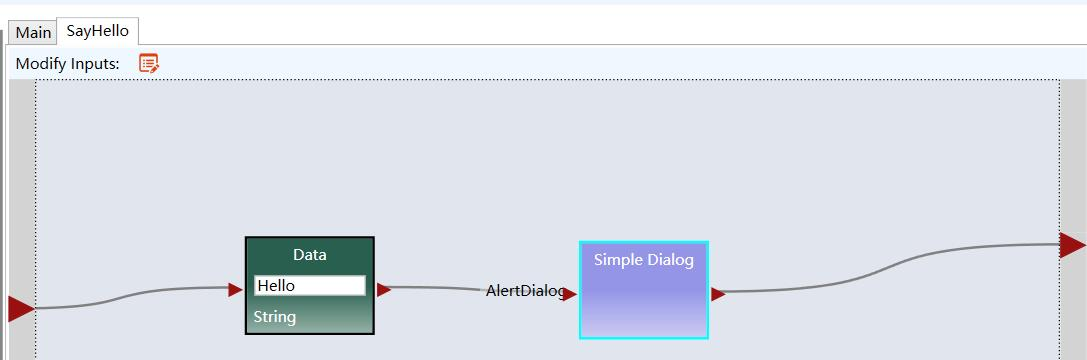 Main
SayHello
Modify Inputs:
Data
Hello
String
AlertDialog
Simple Dialog